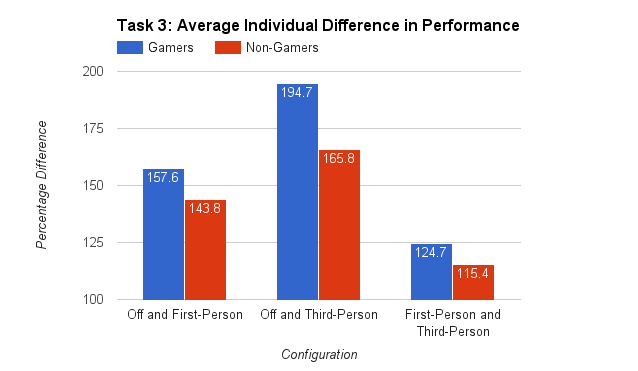 Task 3: Average Individual Difference in Performance
Gamers Non-Gamers
200
175
150
125
100
Percentage Difference
157.6
143.8
194.7
165.8
124.7
115.4
Off and First-Person Off and Third-Person First-Person and
Third-Person
Configuration